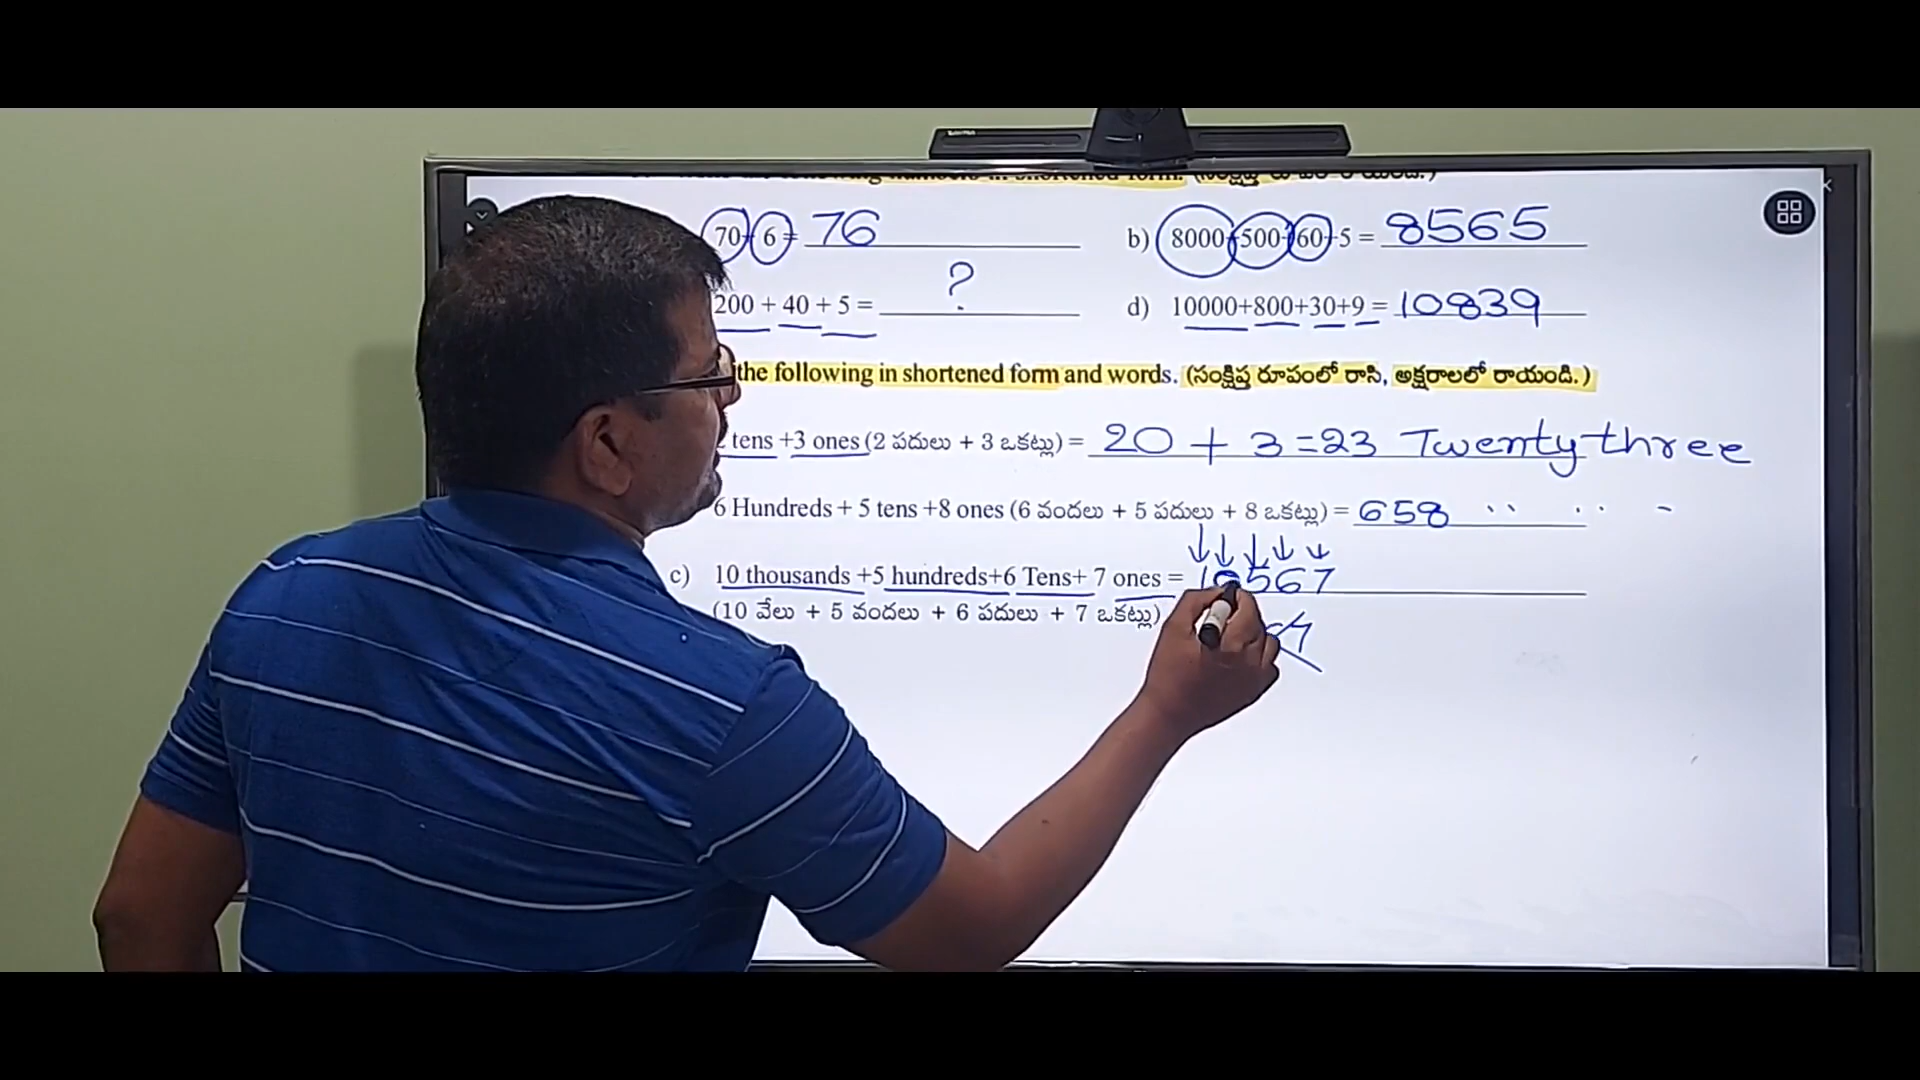 70 + 6 = 76
b) 8000+500+60+5 = 8565
200 + 40 + 5 = ?
d) 10000+800+30+9 = 10839
the following in shortened form and words. (సంక్షిప్త రూపంలో రాసి, అక్షరాలలో రాయండి.)
tens +3 ones (2 పదులు + 3 ఒకట్లు) = 20 + 3 = 23 Twenty three
6 Hundreds + 5 tens +8 ones (6 వందలు + 5 పదులు + 8 ఒకట్లు) = 658
c) 10 thousands +5 hundreds+6 Tens+ 7 ones = 10567
(10 వేలు + 5 వందలు + 6 పదులు + 7 ఒకట్లు)